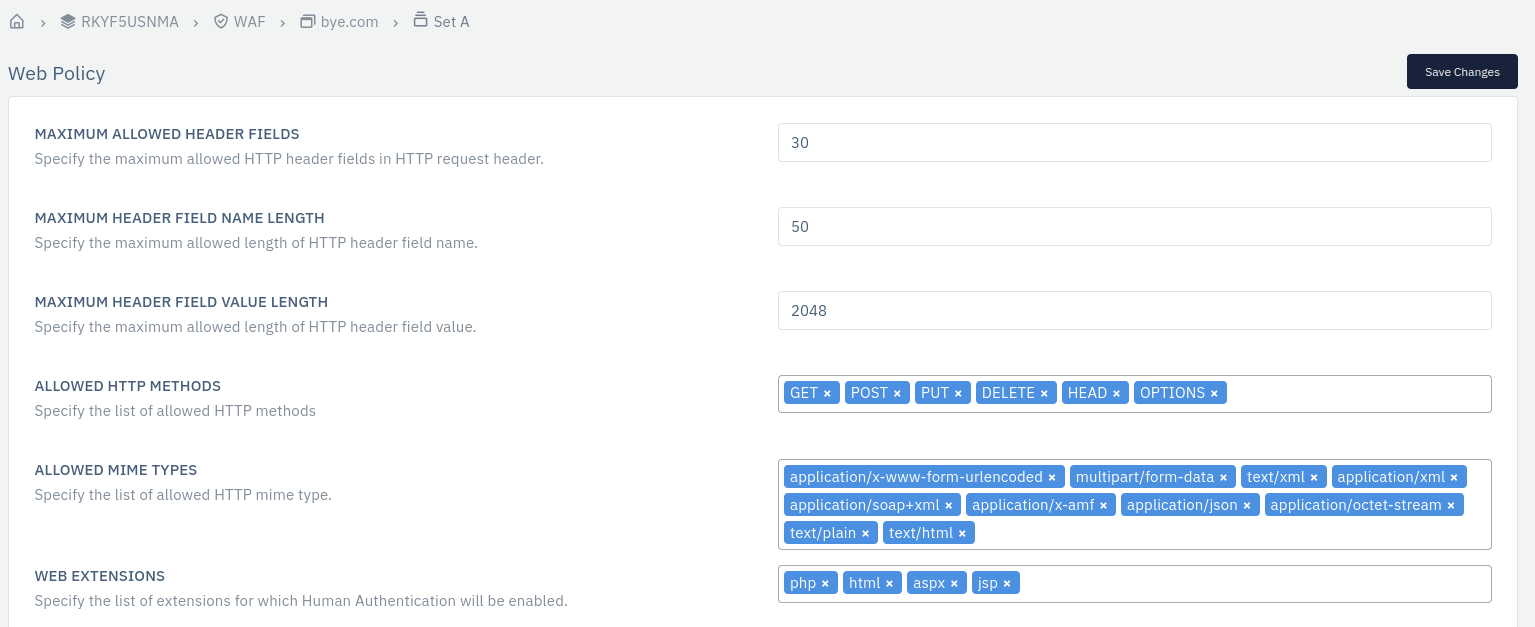 RKYF5USNMA > WAF > bye.com > Set A
Web Policy
Save Changes
MAXIMUM ALLOWED HEADER FIELDS
Specify the maximum allowed HTTP header fields in HTTP request header.
30
MAXIMUM HEADER FIELD NAME LENGTH
Specify the maximum allowed length of HTTP header field name.
50
MAXIMUM HEADER FIELD VALUE LENGTH
Specify the maximum allowed length of HTTP header field value.
2048
ALLOWED HTTP METHODS
Specify the list of allowed HTTP methods
GET × POST × PUT × DELETE × HEAD × OPTIONS ×
ALLOWED MIME TYPES
Specify the list of allowed HTTP mime type.
application/x-www-form-urlencoded × multipart/form-data × text/xml × application/xml ×
application/soap+xml × application/x-amf × application/json × application/octet-stream ×
text/plain × text/html ×
WEB EXTENSIONS
Specify the list of extensions for which Human Authentication will be enabled.
php × html × aspx × jsp ×